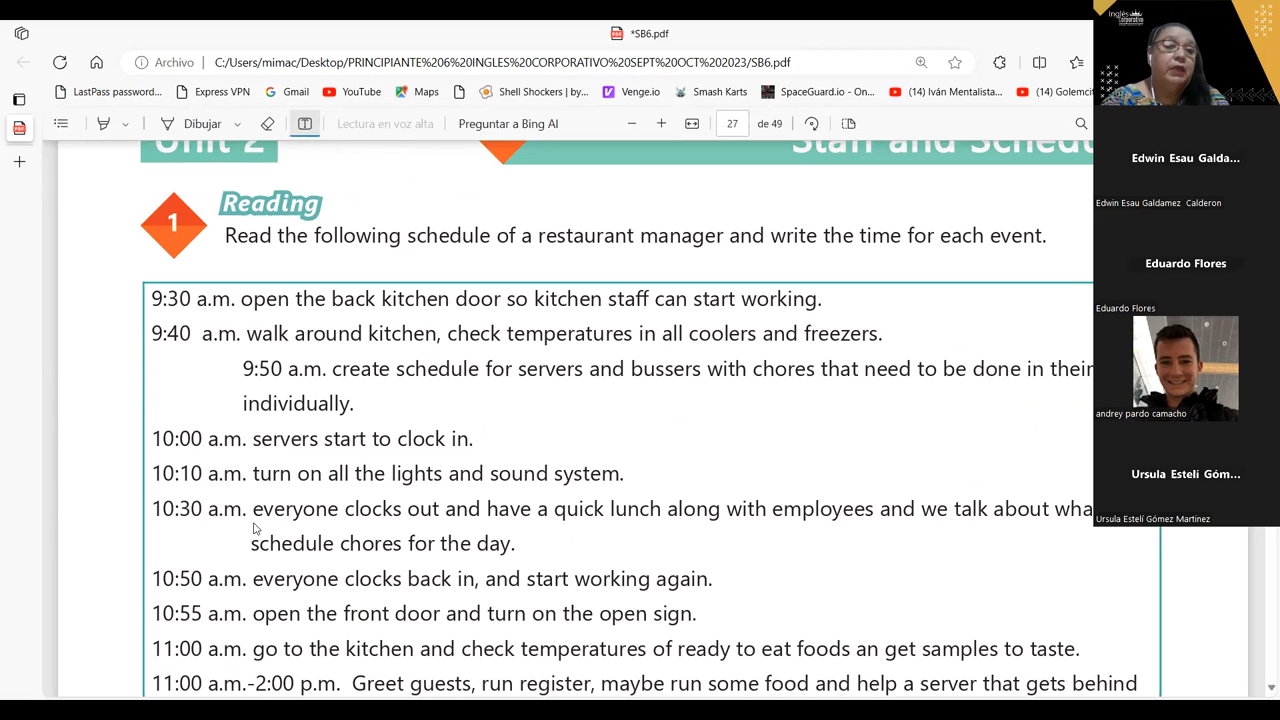 *SB6.pdf
Archivo C:/Users/mimac/Desktop/PRINCIPIANTE%206%20INGLES%20CORPORATIVO%20SEPT%20OCT%202023/SB6.pdf
LastPass password... Express VPN Gmail YouTube Maps Shell Shockers | by... Venge.io Smash Karts SpaceGuard.io - On... (14) Iván Mentalista... (14) Golemcit
Dibujar Lectura en voz alta Preguntar a Bing AI 27 de 49
Unit 2 Staff and Schedu
1
Reading
Read the following schedule of a restaurant manager and write the time for each event.
9:30 a.m. open the back kitchen door so kitchen staff can start working.
9:40 a.m. walk around kitchen, check temperatures in all coolers and freezers.
9:50 a.m. create schedule for servers and bussers with chores that need to be done in their
individually.
10:00 a.m. servers start to clock in.
10:10 a.m. turn on all the lights and sound system.
10:30 a.m. everyone clocks out and have a quick lunch along with employees and we talk about wha
schedule chores for the day.
10:50 a.m. everyone clocks back in, and start working again.
10:55 a.m. open the front door and turn on the open sign.
11:00 a.m. go to the kitchen and check temperatures of ready to eat foods an get samples to taste.
11:00 a.m.-2:00 p.m. Greet guests, run register, maybe run some food and help a server that gets behind
Inglés
Corporativo
Edwin Esau Galda...
Edwin Esau Galdamez Calderon
Eduardo Flores
Eduardo Flores
andrey pardo camacho
Ursula Esteli Góm...
Ursula Estelí Gómez Martinez